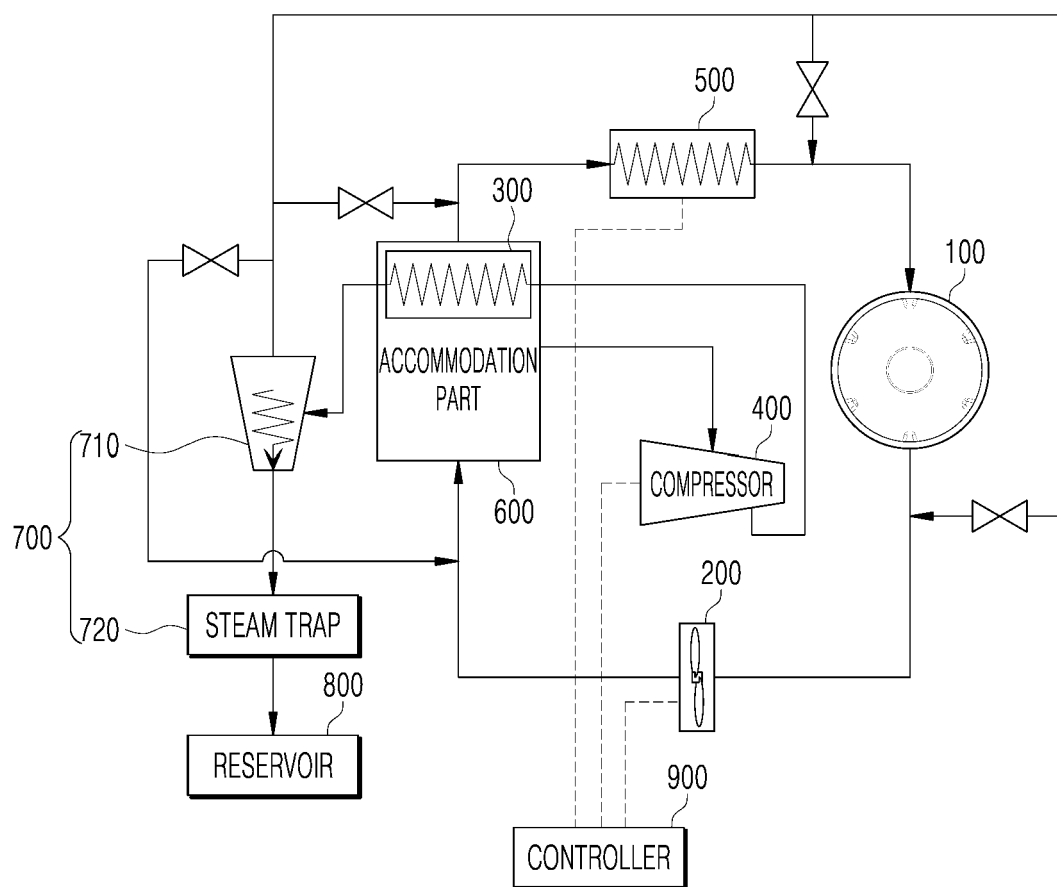 500
300
100
ACCOMMODATION
PART
710
400
COMPRESSOR
600
700
200
720
STEAM TRAP
800
RESERVOIR
900
CONTROLLER